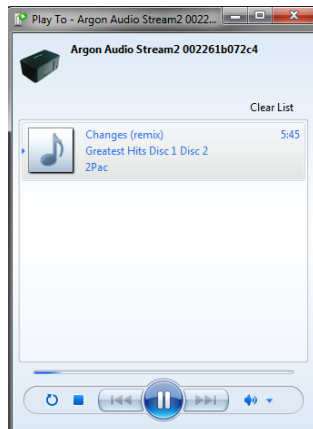 Play To - Argon Audio Stream2 0022...
Argon Audio Stream2 002261b072c4
Clear List
Changes (remix) 5:45
Greatest Hits Disc 1 Disc 2
2Pac